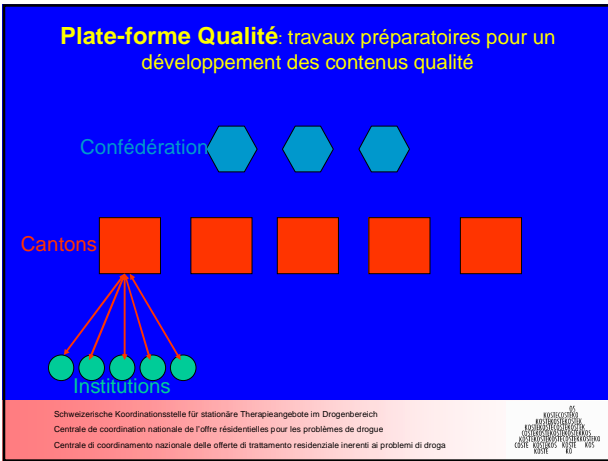 Plate-forme Qualité: travaux préparatoires pour un
développement des contenus qualité
Confédération
Cantons
Institutions
Schweizerische Koordinationsstelle für stationäre Therapieangebote im Drogenbereich
Centrale de coordination national de l'offre résidentielles pour les problèmes de drogue
Centrale di coordinamento nazionale delle offerte di trattamento residenziale inerenti ai problemi di droga